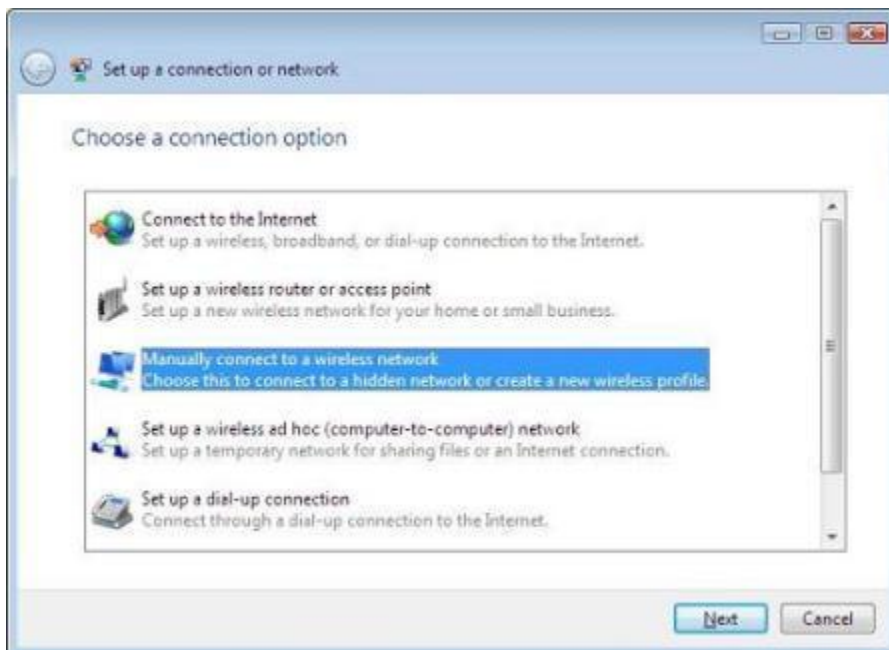 Set up a connection or network
Choose a connection option
Connect to the Internet
Set up a wireless, broadband, or dial-up connection to the Internet.
Set up a wireless router or access point
Set up a new wireless network for your home or small business.
Manually connect to a wireless network
Choose this to connect to a hidden network or create a new wireless profile.
Set up a wireless ad hoc (computer-to-computer) network
Set up a temporary network for sharing files or an Internet connection.
Set up a dial-up connection
Connect through a dial-up connection to the Internet.
Next
Cancel